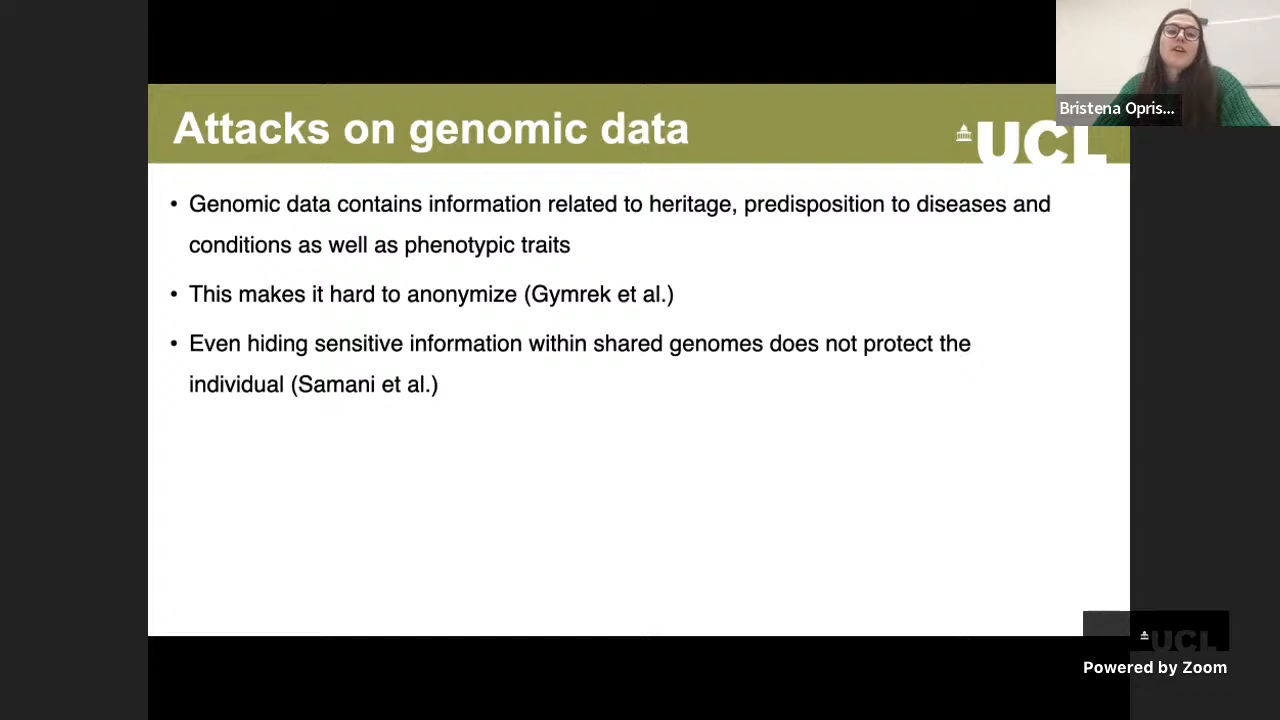 Attacks on genomic data
UCL
Bristena Opris...
• Genomic data contains information related to heritage, predisposition to diseases and
conditions as well as phenotypic traits
• This makes it hard to anonymize (Gymrek et al.)
• Even hiding sensitive information within shared genomes does not protect the
individual (Samani et al.)
UCL
Powered by Zoom